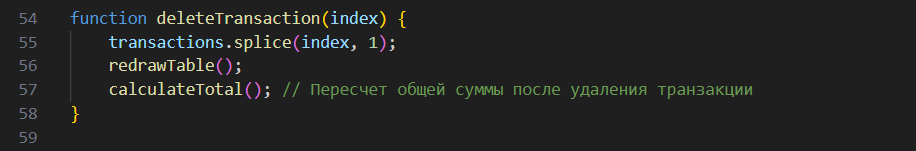 54 function deleteTransaction(index) {
55 transactions.splice(index, 1);
56 redrawTable();
57 calculateTotal(); // Пересчет общей суммы после удаления транзакции
58 }
59